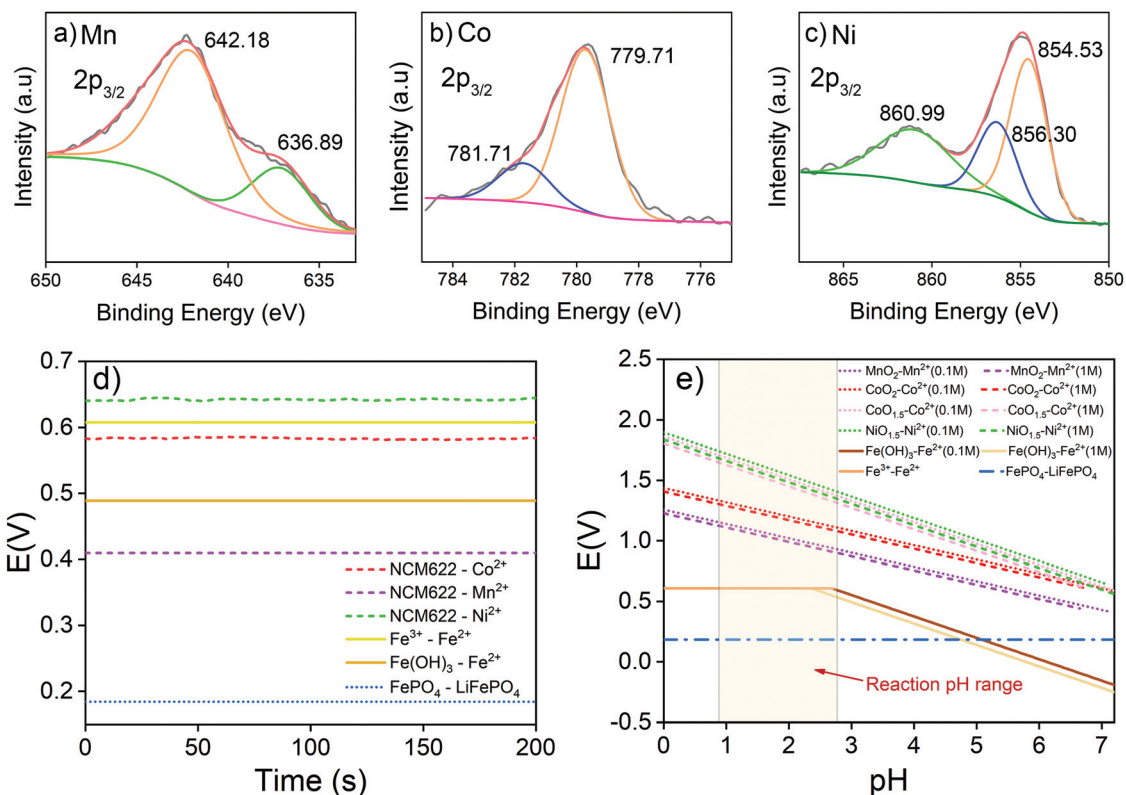 a) Mn
642.18
2p3/2
636.89
Intensity (a.u)
650 645 640 635
Binding Energy (eV)
b) Co
779.71
2p3/2
781.71
Intensity (a.u)
784 782 780 778 776
Binding Energy (eV)
c) Ni
854.53
2p3/2
860.99
856.30
Intensity (a.u)
865 860 855 850
Binding Energy (eV)
d)
E(V)
0.7
0.6
0.5
0.4
0.3
0.2
NCM622 - Co2+
NCM622 - Mn2+
NCM622 - Ni2+
Fe3+ - Fe2+
Fe(OH)3 - Fe2+
FePO4 - LiFePO4
0 50 100 150 200
Time (s)
e)
E(V)
2.5
2.0
1.5
1.0
0.5
0.0
-0.5
MnO2-Mn2+(0.1M) MnO2-Mn2+(1M)
CoO2-Co2+(0.1M) CoO2-Co2+(1M)
CoO1.5-Co2+(0.1M) CoO1.5-Co2+(1M)
NiO1.5-Ni2+(0.1M) NiO1.5-Ni2+(1M)
Fe(OH)3-Fe2+(0.1M) Fe(OH)3-Fe2+(1M)
Fe3+-Fe2+ FePO4-LiFePO4
Reaction pH range
0 1 2 3 4 5 6 7
pH